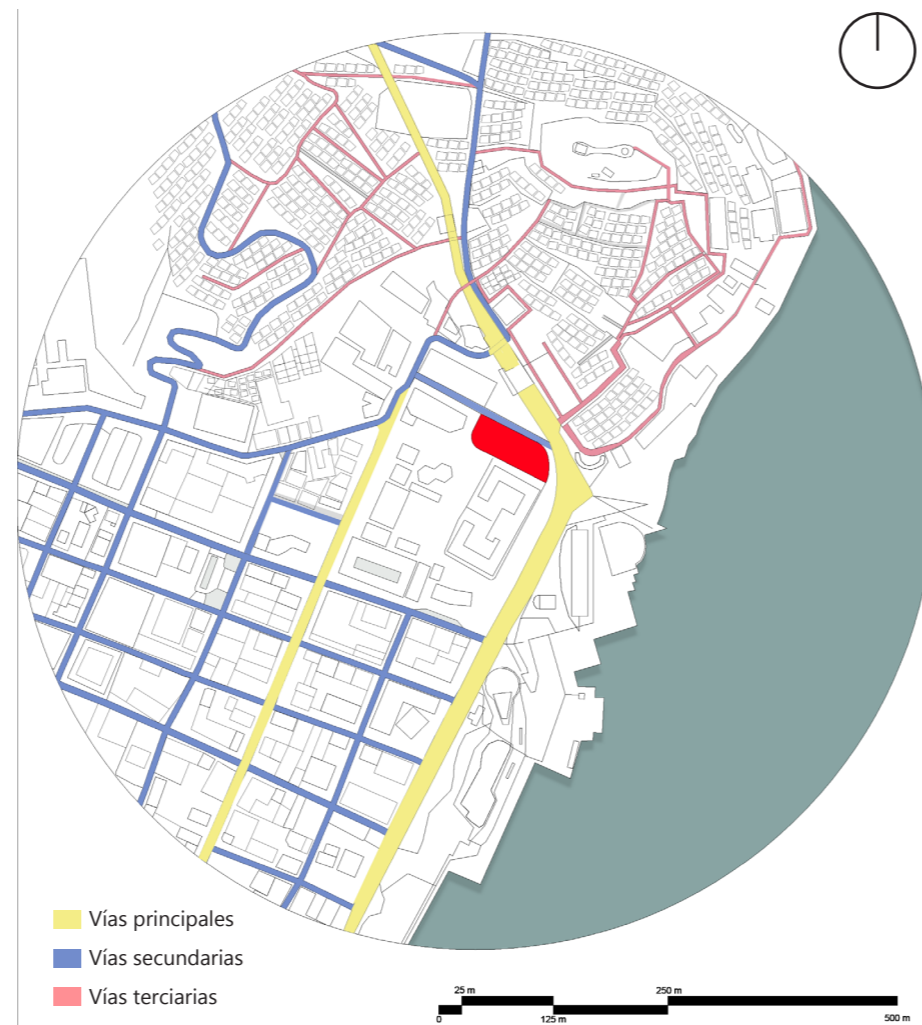 Vías principales
Vías secundarias
Vías terciarias
25 m 250 m
0 125 m 500 m